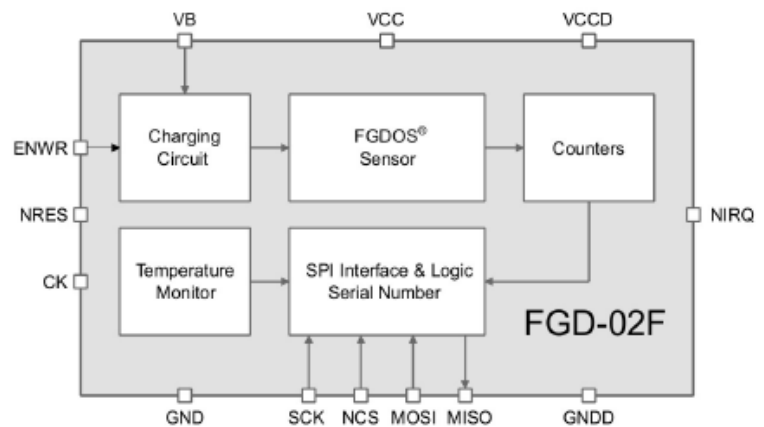 VB
VCC
VCCD
ENWR
Charging
Circuit
FGDOS®
Sensor
Counters
NRES
NIRQ
CK
Temperature
Monitor
SPI Interface & Logic
Serial Number
FGD-02F
GND
SCK
NCS
MOSI
MISO
GNDD